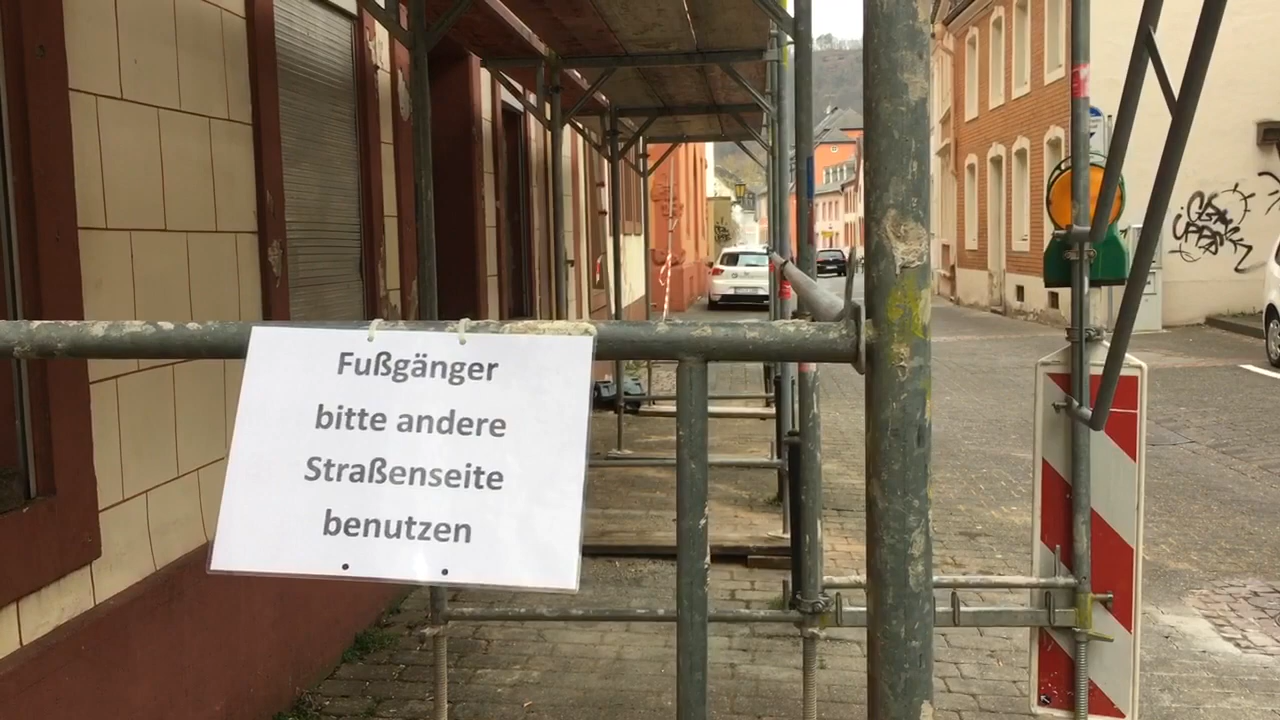 Fußgänger
bitte andere
Straßenseite
benutzen